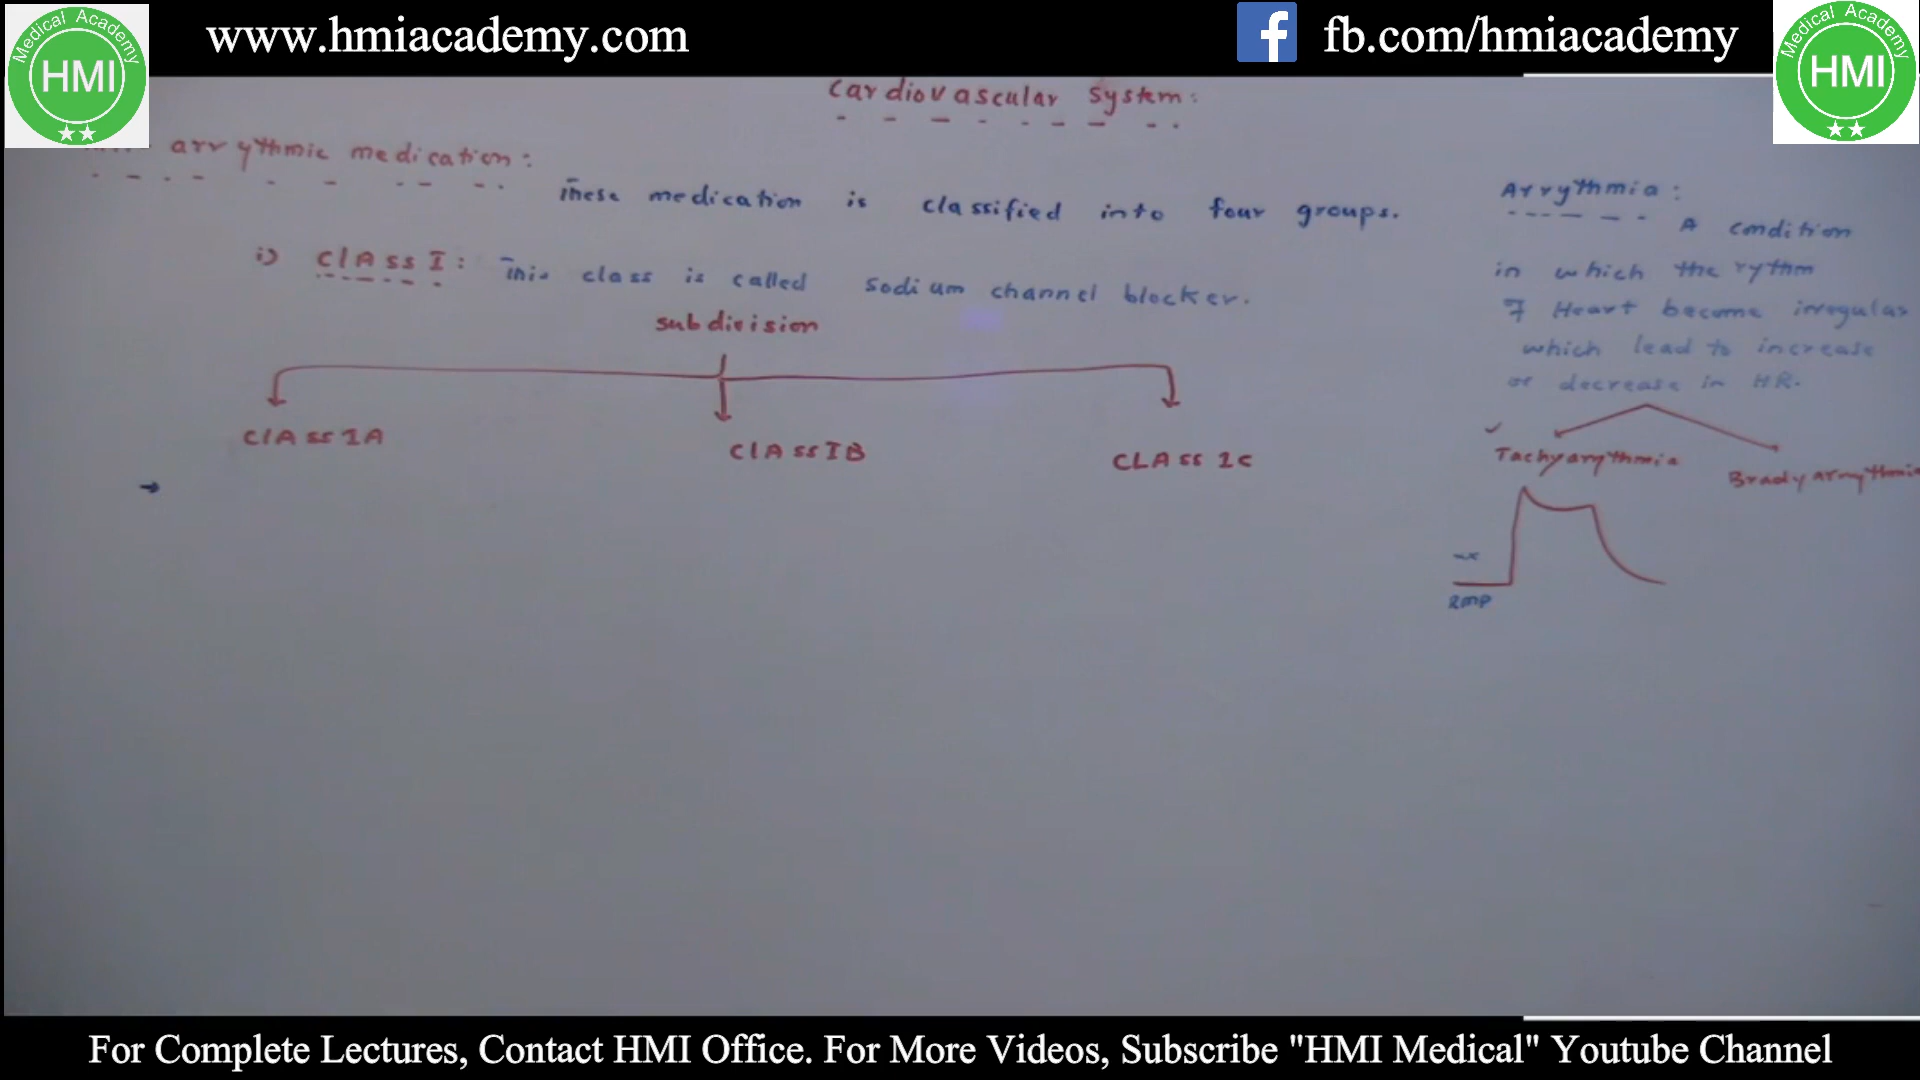 www.hmiacademy.com
fb.com/hmiacademy
Medical Academy
HMI
Medical Academy
HMI
Cardiovascular System:
arrythmic medication:
These medication is classified into four groups.
i) ClAss I: This class is called sodium channel blocker.
subdivision
ClAss IA
ClAss IB
CLAss IC
Arrythmia:
A condition
in which the rythm
of Heart become irregular
which lead to increase
or decrease in HR.
Tachyarrythmia
Bradyarrythmia
RMP
For Complete Lectures, Contact HMI Office. For More Videos, Subscribe "HMI Medical" Youtube Channel